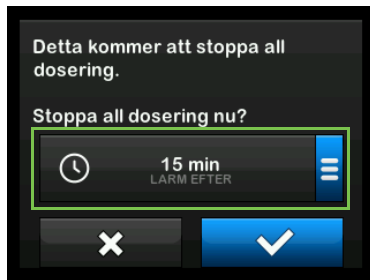 Detta kommer att stoppa all
dosering.
Stoppa all dosering nu?
15 min
LARM EFTER